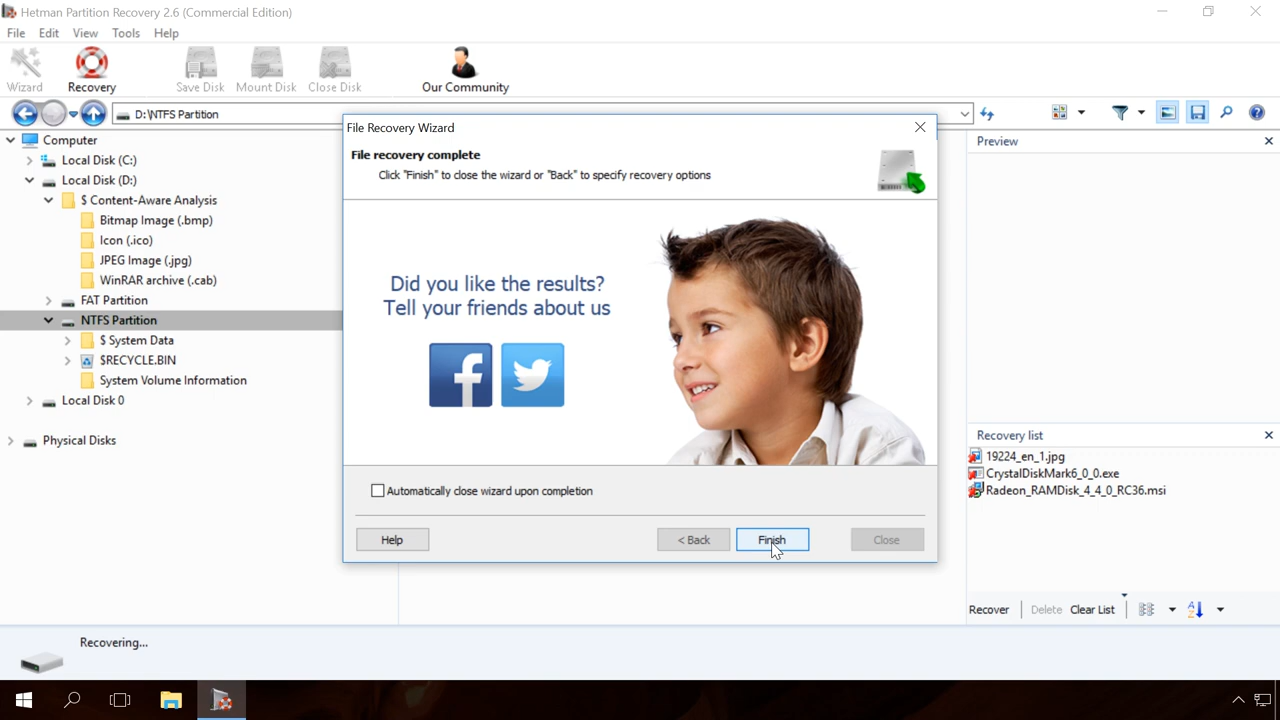 Hetman Partition Recovery 2.6 (Commercial Edition)
File Edit View Tools Help
Wizard Recovery Save Disk Mount Disk Close Disk Our Community
D:\NTFS Partition
Computer
Local Disk (C:)
Local Disk (D:)
$ Content-Aware Analysis
Bitmap Image (.bmp)
Icon (.ico)
JPEG Image (.jpg)
WinRAR archive (.cab)
FAT Partition
NTFS Partition
$ System Data
$RECYCLE.BIN
System Volume Information
Local Disk 0
Physical Disks
File Recovery Wizard
File recovery complete
Click "Finish" to close the wizard or "Back" to specify recovery options
Did you like the results?
Tell your friends about us
Automatically close wizard upon completion
Help < Back Finish Close
Preview
Recovery list
19224_en_1.jpg
CrystalDiskMark6_0_0.exe
Radeon_RAMDisk_4_4_0_RC36.msi
Recover Delete Clear List
Recovering...